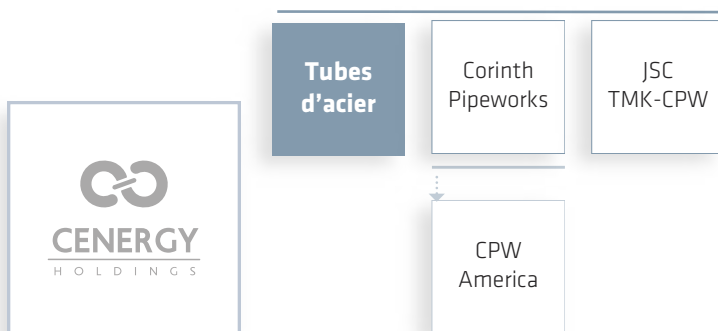 Tubes
d'acier
Corinth
Pipeworks
JSC
TMK-CPW
CENERGY
HOLDINGS
CPW
America